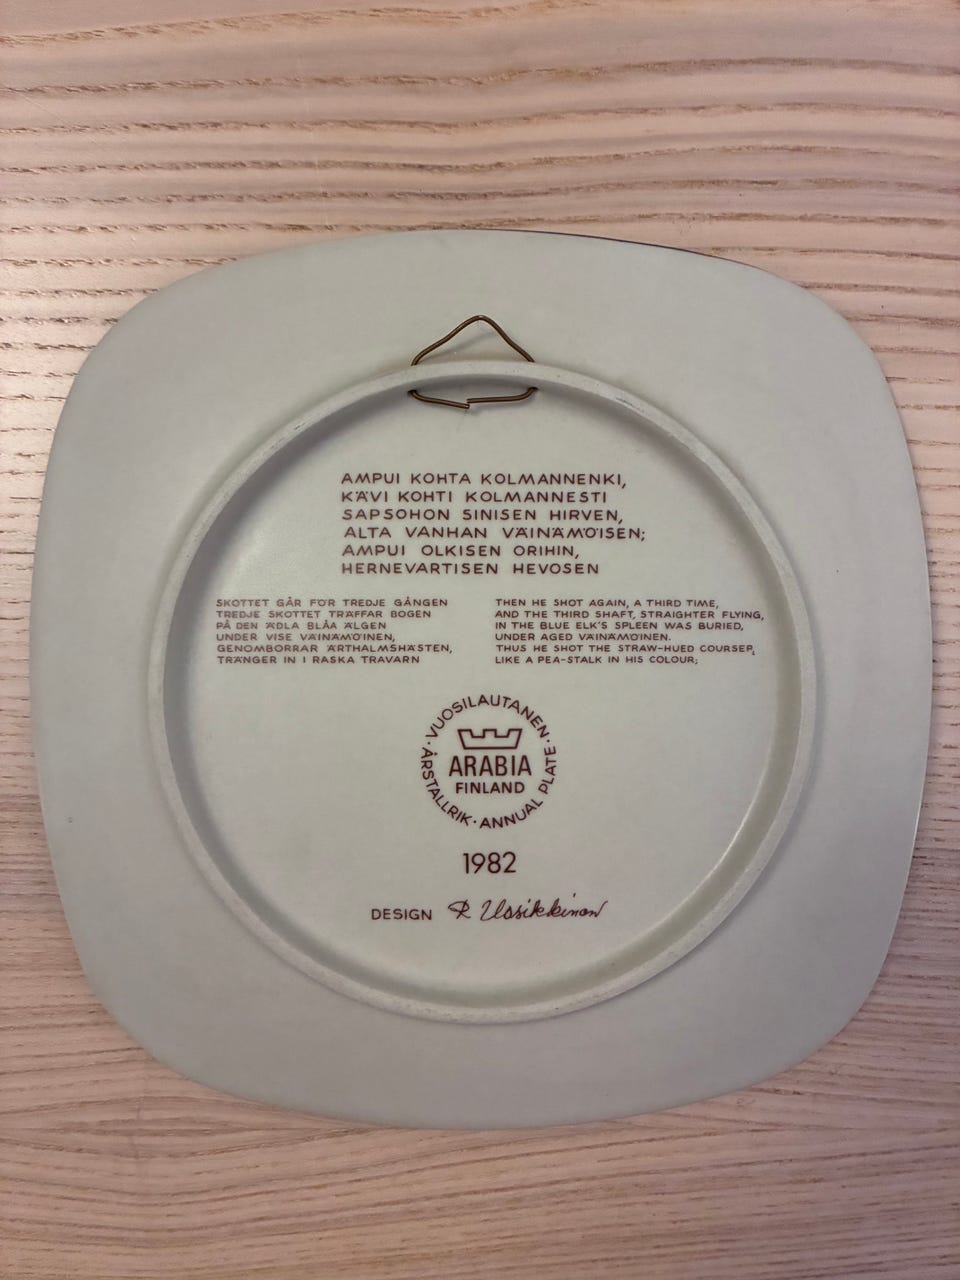 AMPUI KOHTA KOLMANNENKI,
KÄVI KOHTI KOLMANNESTI
SAPSOHON SINISEN HIRVEN,
ALTA VANHAN VÄINÄMÖISEN;
AMPUI OLKISEN ORIHIN,
HERNEVARTISEN HEVOSEN
SKOTTET GÅR FÖR TREDJE GÅNGEN
TREDJE SKOTTET TRÄFFAR BOGEN
PÅ DEN ÄDLA BLÅA ÄLGEN
UNDER VISE VÄINÄMÖINEN,
GENOMBORRAR ÄRTHALMSHÄSTEN,
TRÄNGER IN I RASKA TRAVARN
THEN HE SHOT AGAIN, A THIRD TIME,
AND THE THIRD SHAFT, STRAIGHTER FLYING,
IN THE BLUE ELK'S SPLEEN WAS BURIED,
UNDER AGED VÄINÄMÖINEN.
THUS HE SHOT THE STRAW-HUED COURSER,
LIKE A PEA-STALK IN HIS COLOUR;
· VUOSILAUTANEN ·
ARABIA
FINLAND
ÅRSTALLRIK · ANNUAL PLATE
1982
DESIGN R. Uosikkinen